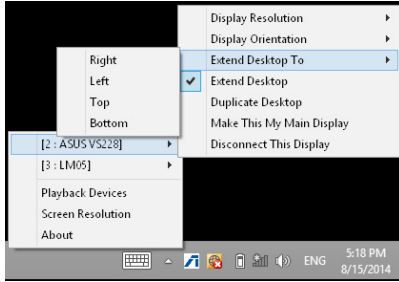 Display Resolution
Display Orientation
Extend Desktop To
Extend Desktop
Duplicate Desktop
Make This My Main Display
Disconnect This Display
Right
Left
Top
Bottom
[2 : ASUS VS228]
[3 : LM05]
Playback Devices
Screen Resolution
About
ENG
5:18 PM
8/15/2014